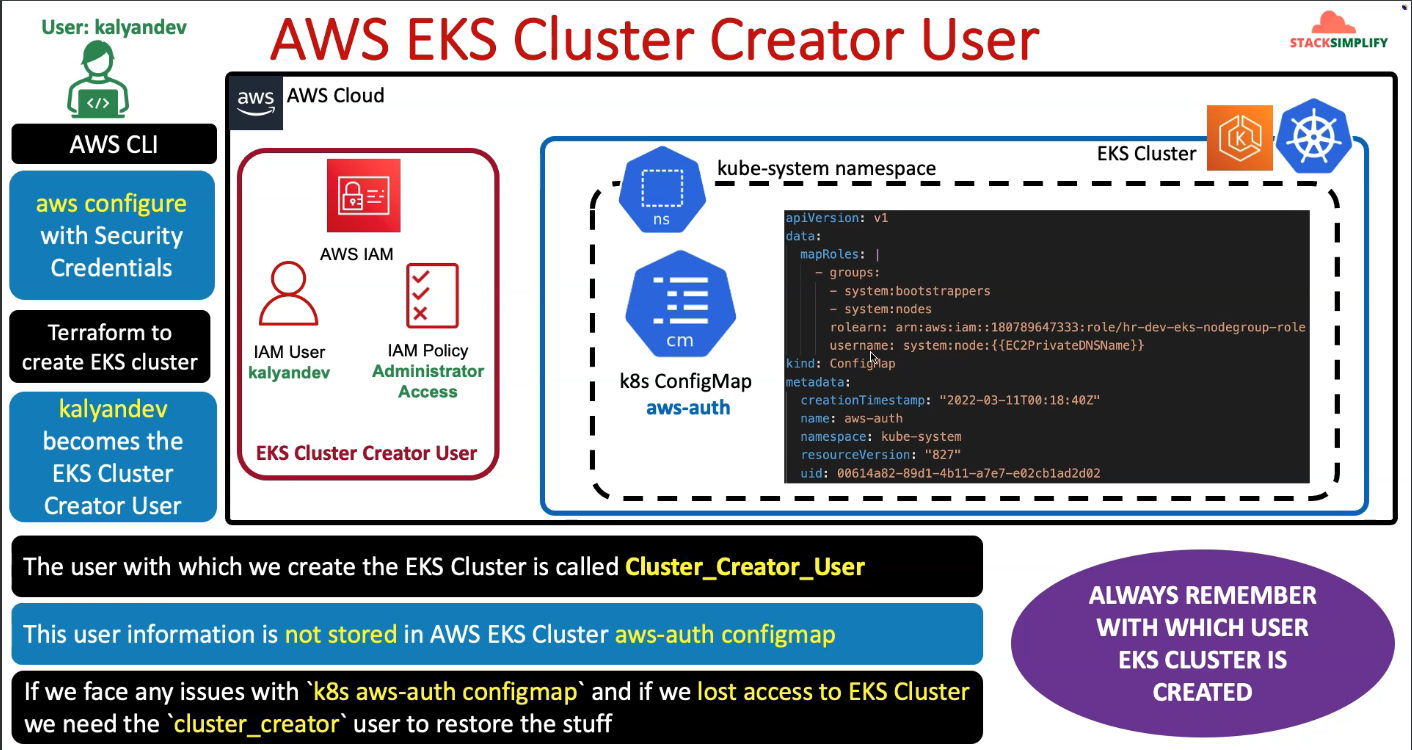 User: kalyandev
AWS EKS Cluster Creator User
STACKSIMPLIFY
AWS CLI
aws configure
with Security
Credentials
Terraform to
create EKS cluster
kalyandev
becomes the
EKS Cluster
Creator User
aws
AWS Cloud
AWS IAM
IAM User
kalyandev
IAM Policy
Administrator
Access
EKS Cluster Creator User
EKS Cluster
K
kube-system namespace
ns
cm
k8s ConfigMap
aws-auth
apiVersion: v1
data:
mapRoles: |
- groups:
- system:bootstrappers
- system:nodes
rolearn: arn:aws:iam::180789647333:role/hr-dev-eks-nodegroup-role
username: system:node:{{EC2PrivateDNSName}}
kind: ConfigMap
metadata:
creationTimestamp: "2022-03-11T00:18:40Z"
name: aws-auth
namespace: kube-system
resourceVersion: "827"
uid: 00614a82-89d1-4b11-a7e7-e02cb1ad2d02
The user with which we create the EKS Cluster is called Cluster_Creator_User
This user information is not stored in AWS EKS Cluster aws-auth configmap
If we face any issues with `k8s aws-auth configmap` and if we lost access to EKS Cluster
we need the `cluster_creator` user to restore the stuff
ALWAYS REMEMBER
WITH WHICH USER
EKS CLUSTER IS
CREATED